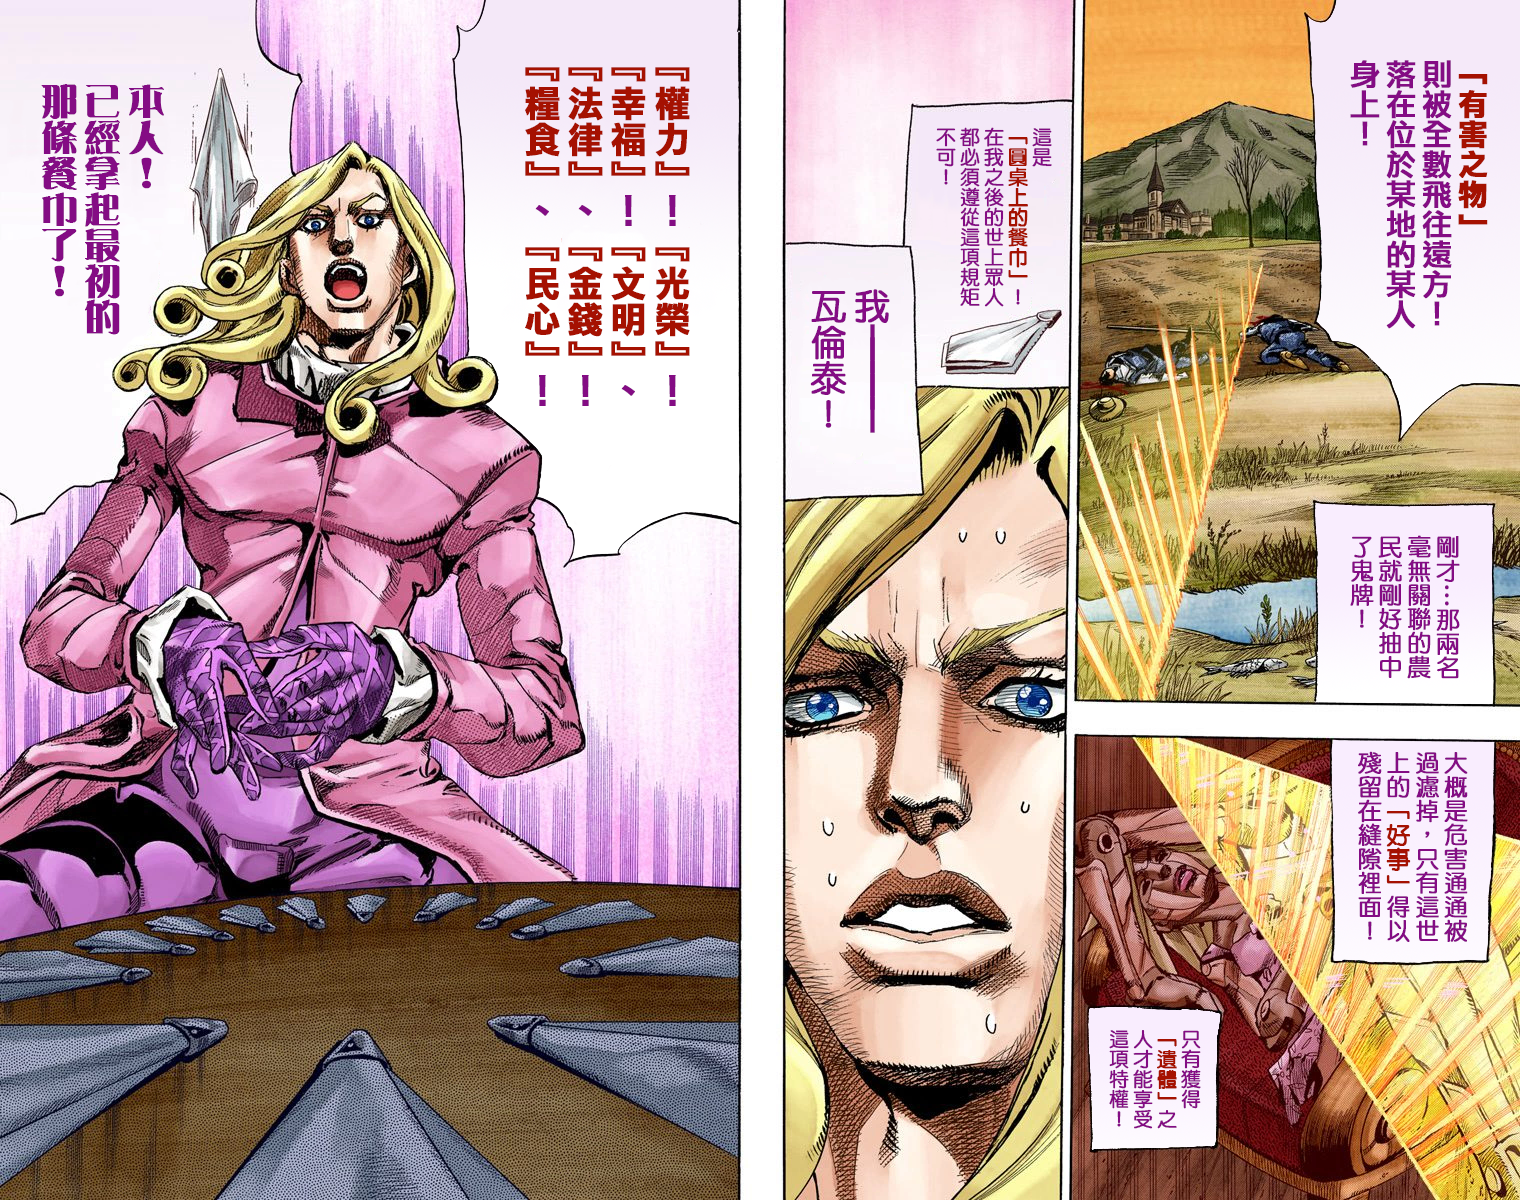 『有害之物』
則被全數飛往遠方！
落在位於某地的某人
身上！
剛才…那兩名
毫無關聯的農
民就剛好抽中
了鬼牌！
大概是危害通通被
過濾掉，只有這世
上的『好事』得以
殘留在縫隙裡面！
只有獲得
『遺體』之
人才能享受
這項特權！
這是
『圓桌上的餐巾』！
在我之後的世上眾人
都必須遵從這項規矩
不可！
我——
瓦倫泰！
『權力』！『光榮』！
『幸福』！『文明』、
『法律』、『金錢』！
『糧食』、『民心』！
本人！
已經拿起最初的
那條餐巾了！